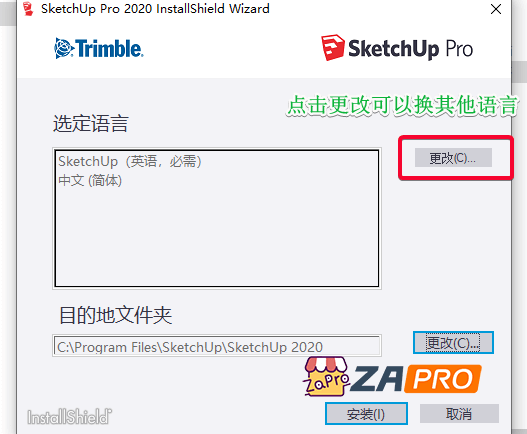 SketchUp Pro 2020 InstallShield Wizard
Trimble.
SketchUp Pro
点击更改可以换其他语言
选定语言
SketchUp（英语，必需）
更改(C)...
中文 (简体)
目的地文件夹
C:\Program Files\SketchUp\SketchUp 2020
更改(C)...
ZaPro
ZAPRO
InstallShield
安装(I)
取消